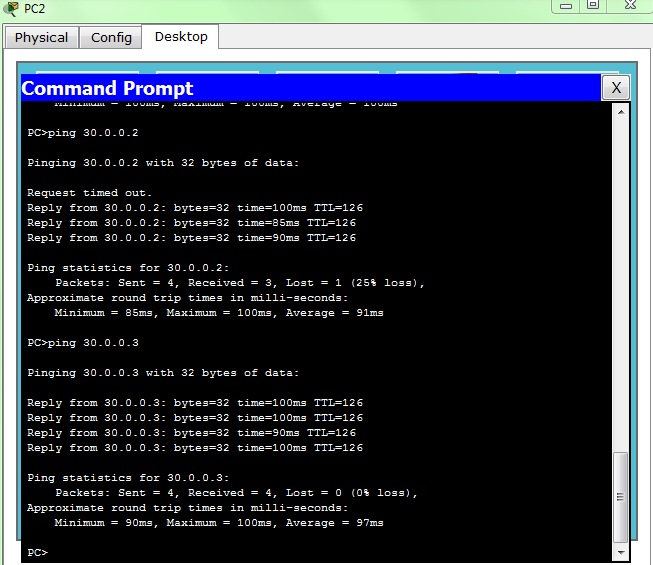 PC2
Physical Config Desktop
Command Prompt X
Minimum = 100ms, Maximum = 100ms, Average = 100ms
PC>ping 30.0.0.2
Pinging 30.0.0.2 with 32 bytes of data:
Request timed out.
Reply from 30.0.0.2: bytes=32 time=100ms TTL=126
Reply from 30.0.0.2: bytes=32 time=85ms TTL=126
Reply from 30.0.0.2: bytes=32 time=90ms TTL=126
Ping statistics for 30.0.0.2:
Packets: Sent = 4, Received = 3, Lost = 1 (25% loss),
Approximate round trip times in milli-seconds:
Minimum = 85ms, Maximum = 100ms, Average = 91ms
PC>ping 30.0.0.3
Pinging 30.0.0.3 with 32 bytes of data:
Reply from 30.0.0.3: bytes=32 time=100ms TTL=126
Reply from 30.0.0.3: bytes=32 time=100ms TTL=126
Reply from 30.0.0.3: bytes=32 time=90ms TTL=126
Reply from 30.0.0.3: bytes=32 time=100ms TTL=126
Ping statistics for 30.0.0.3:
Packets: Sent = 4, Received = 4, Lost = 0 (0% loss),
Approximate round trip times in milli-seconds:
Minimum = 90ms, Maximum = 100ms, Average = 97ms
PC>